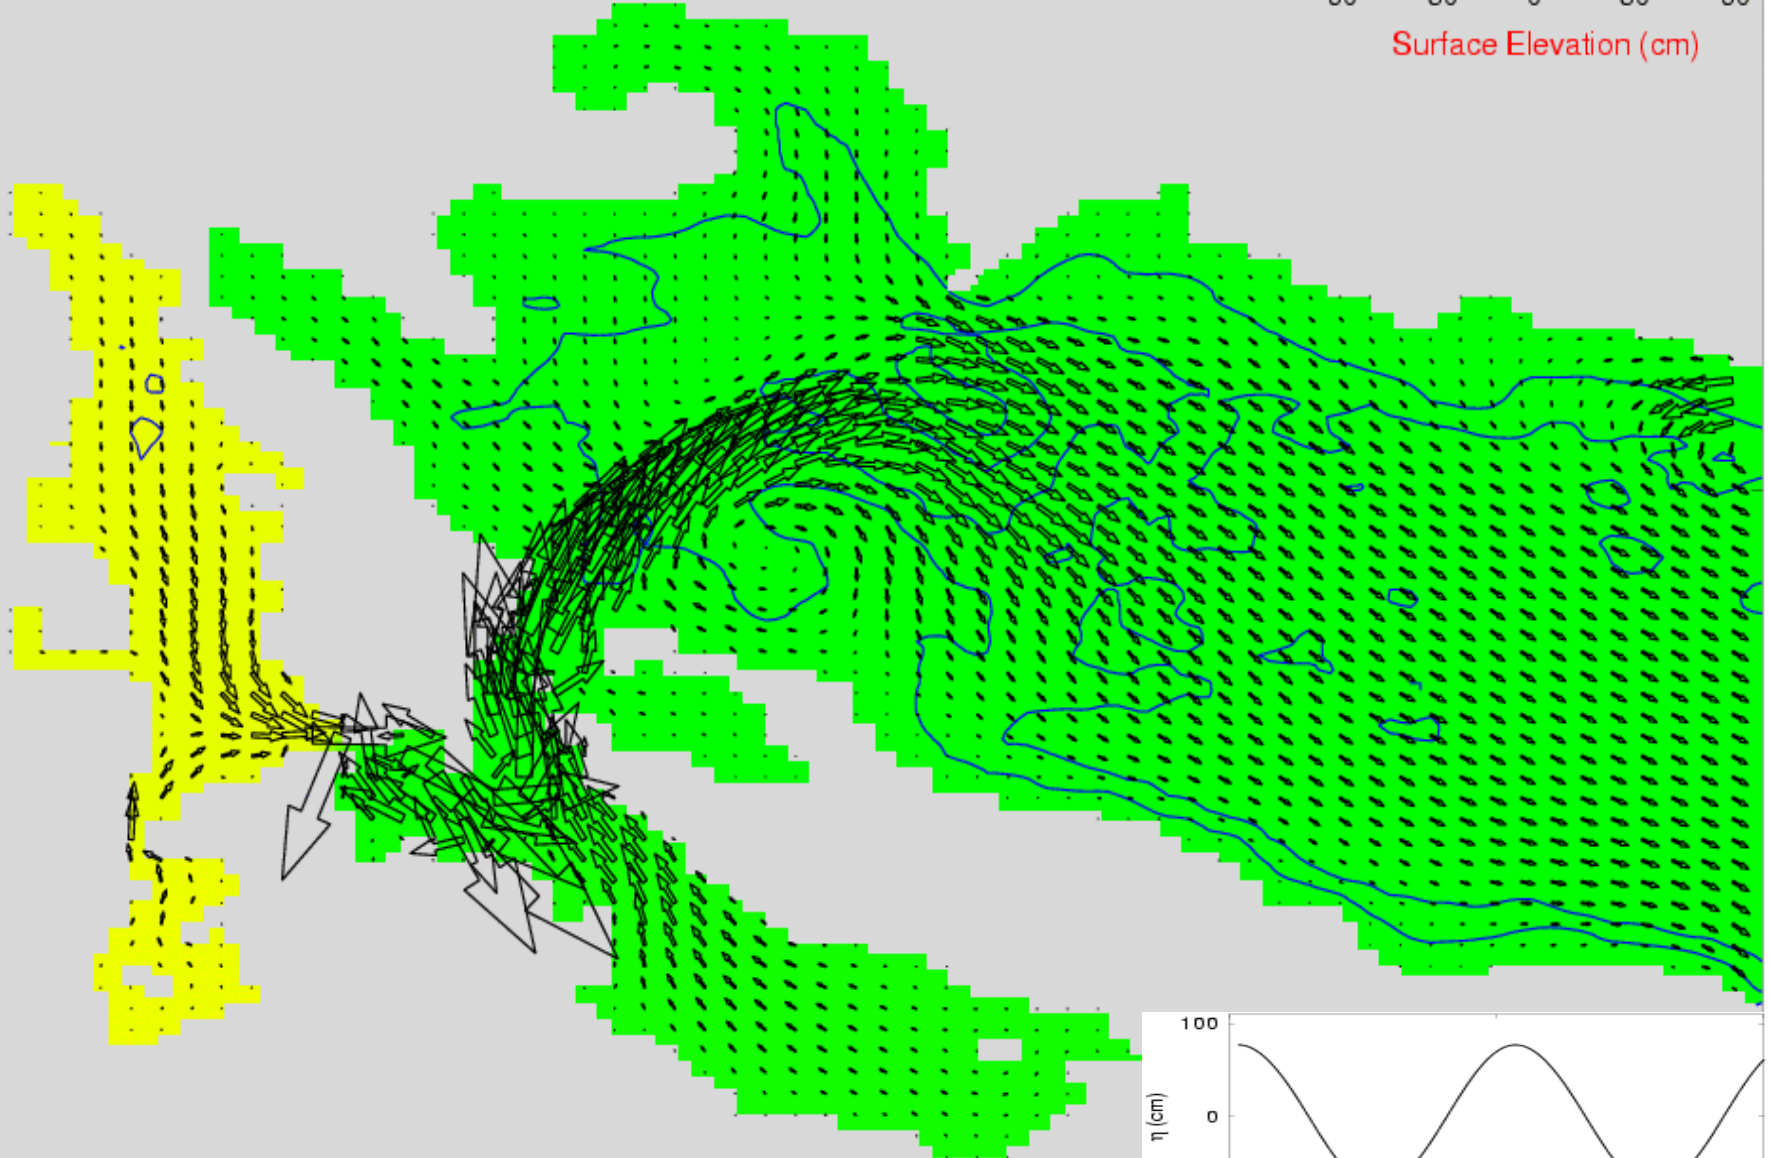 Surface Elevation (cm)
100
0
η (cm)